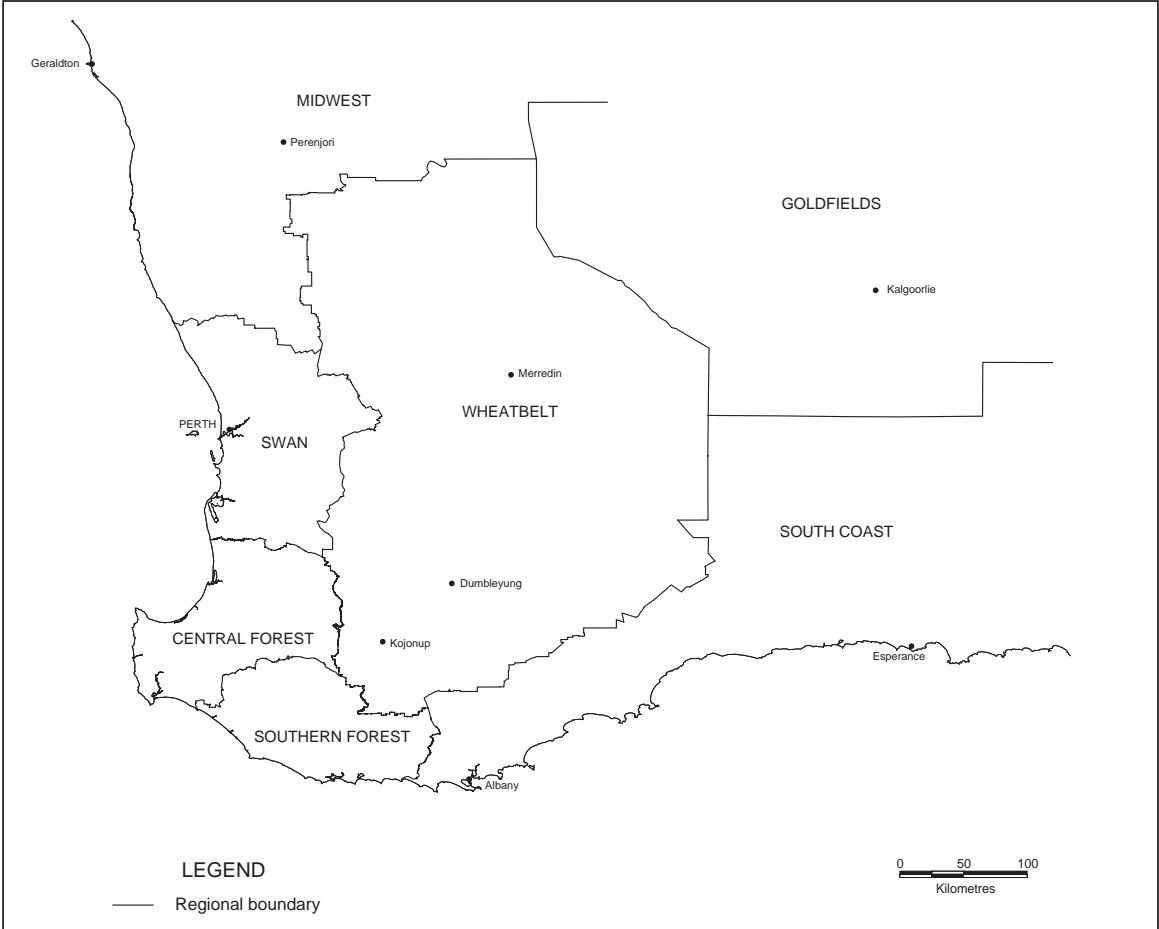 Geraldton
MIDWEST
Perenjori
GOLDFIELDS
Kalgoorlie
Merredin
WHEATBELT
PERTH
SWAN
SOUTH COAST
Dumbleyung
CENTRAL FOREST
Kojonup
Esperance
SOUTHERN FOREST
Albany
LEGEND
Regional boundary
0 50 100
Kilometres